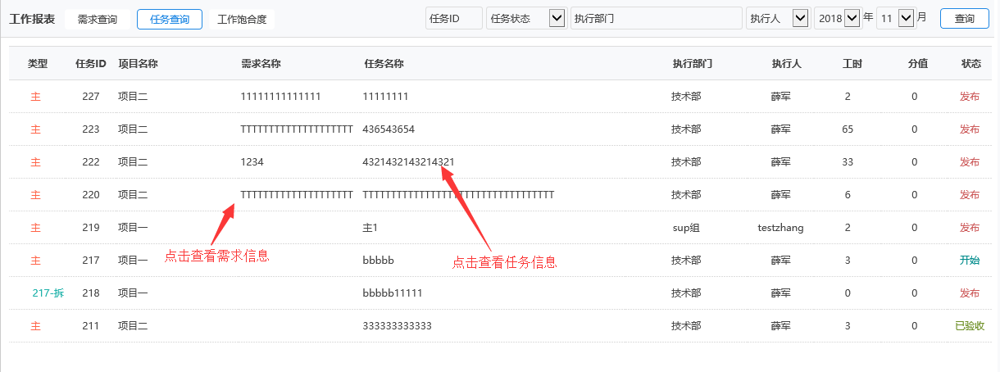 工作报表 需求查询 任务查询 工作饱合度 任务ID 任务状态 执行部门 执行人 2018 年 11 月 查询
类型 任务ID 项目名称 需求名称 任务名称 执行部门 执行人 工时 分值 状态
主 227 项目二 11111111111111 11111111 技术部 薛军 2 0 发布
主 223 项目二 TTTTTTTTTTTTTTTTTTTT 436543654 技术部 薛军 65 0 发布
主 222 项目二 1234 4321432143214321 技术部 薛军 33 0 发布
主 220 项目二 TTTTTTTTTTTTTTTTTTTT TTTTTTTTTTTTTTTTTTTTTTTTTTTTTTTTTT 技术部 薛军 6 0 发布
主 219 项目一 主1 sup组 testzhang 2 0 发布
点击查看需求信息
点击查看任务信息
主 217 项目一 bbbbb 技术部 薛军 3 0 开始
217-拆 218 项目一 bbbbb11111 技术部 薛军 0 0 发布
主 211 项目二 333333333333 技术部 薛军 3 0 已验收